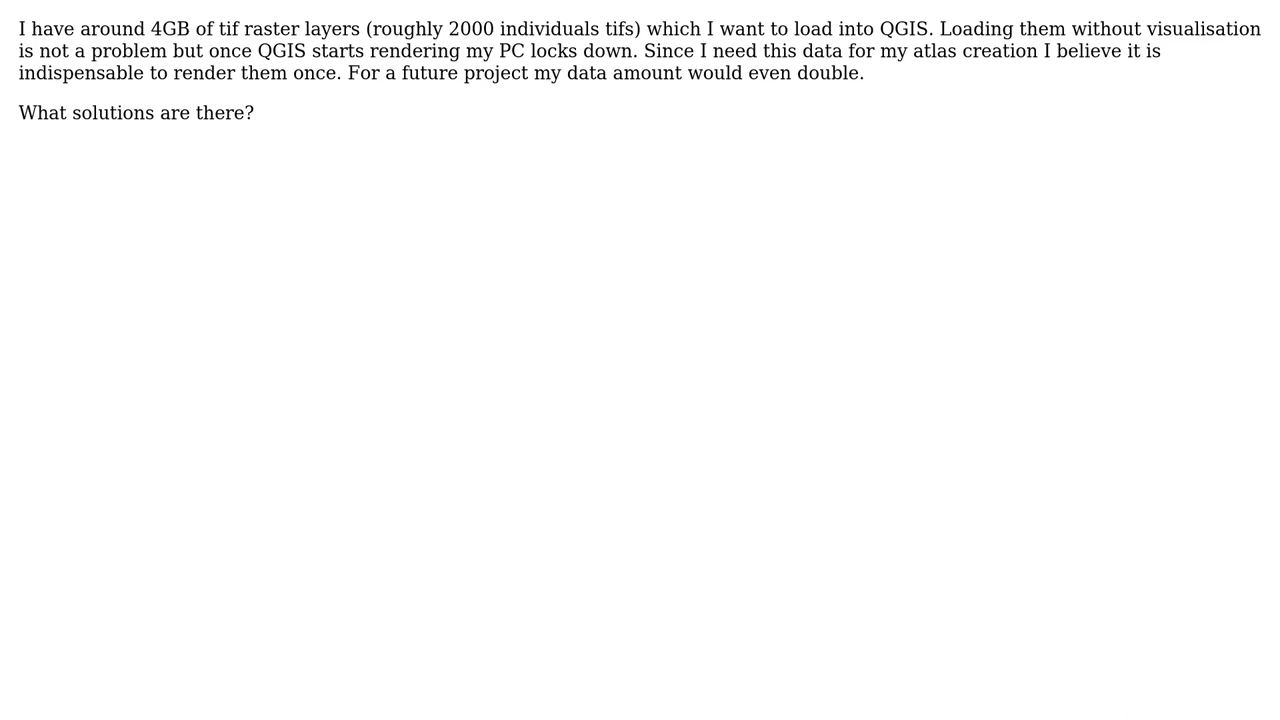 I have around 4GB of tif raster layers (roughly 2000 individuals tifs) which I want to load into QGIS. Loading them without visualisation
is not a problem but once QGIS starts rendering my PC locks down. Since I need this data for my atlas creation I believe it is
indispensable to render them once. For a future project my data amount would even double.
What solutions are there?